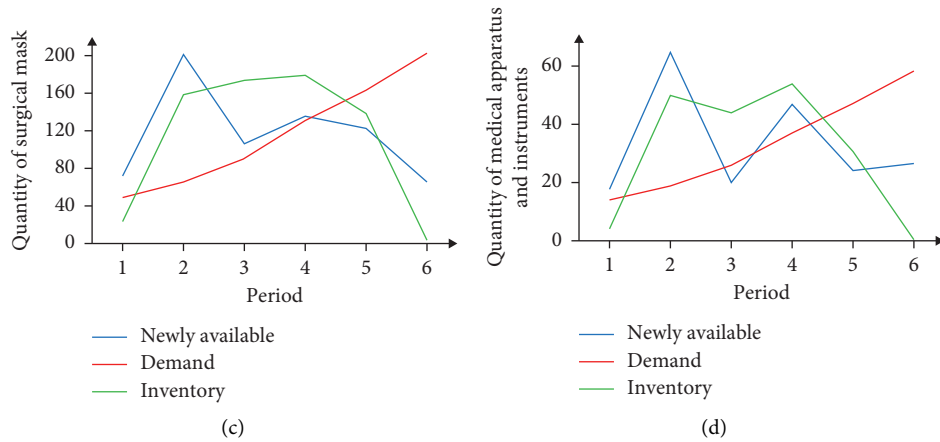 Quantity of surgical mask
200
160
120
80
40
0
1 2 3 4 5 6
Period
Newly available
Demand
Inventory
(c)
Quantity of medical apparatus
and instruments
60
40
20
0
1 2 3 4 5 6
Period
Newly available
Demand
Inventory
(d)